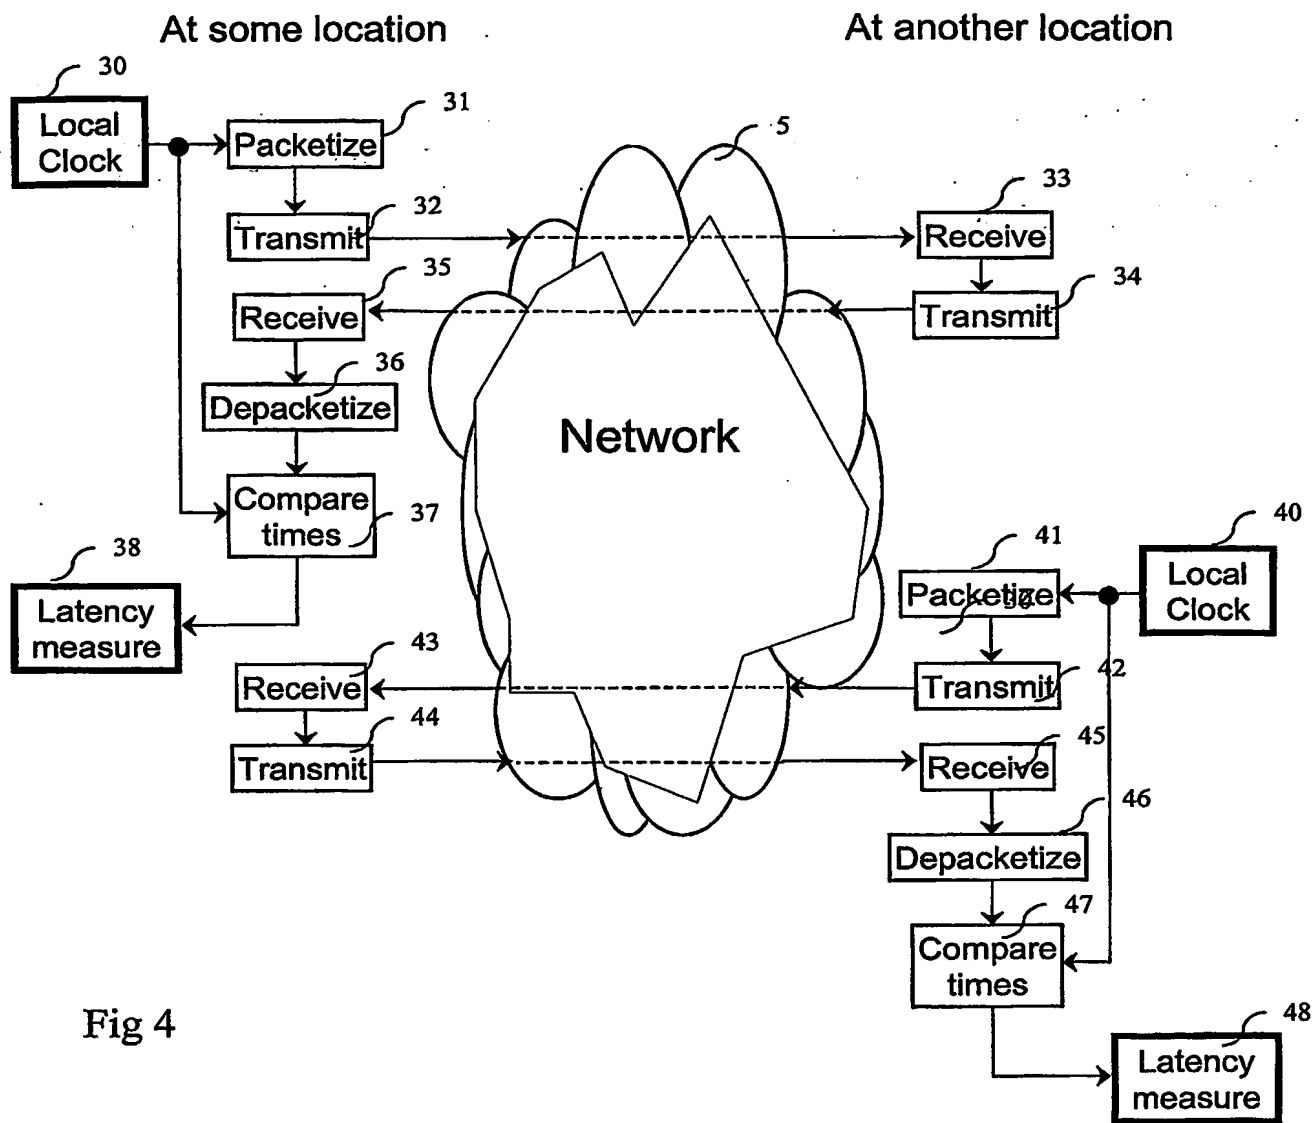 At some location
At another location
30
Local
Clock
31
Packetize
5
32
Transmit
33
Receive
35
Receive
34
Transmit
36
Depacketize
Network
Compare
times
37
38
Latency
measure
40
Local
Clock
41
Packetize
43
Receive
42
Transmit
44
Transmit
45
Receive
46
Depacketize
47
Compare
times
48
Latency
measure
Fig 4